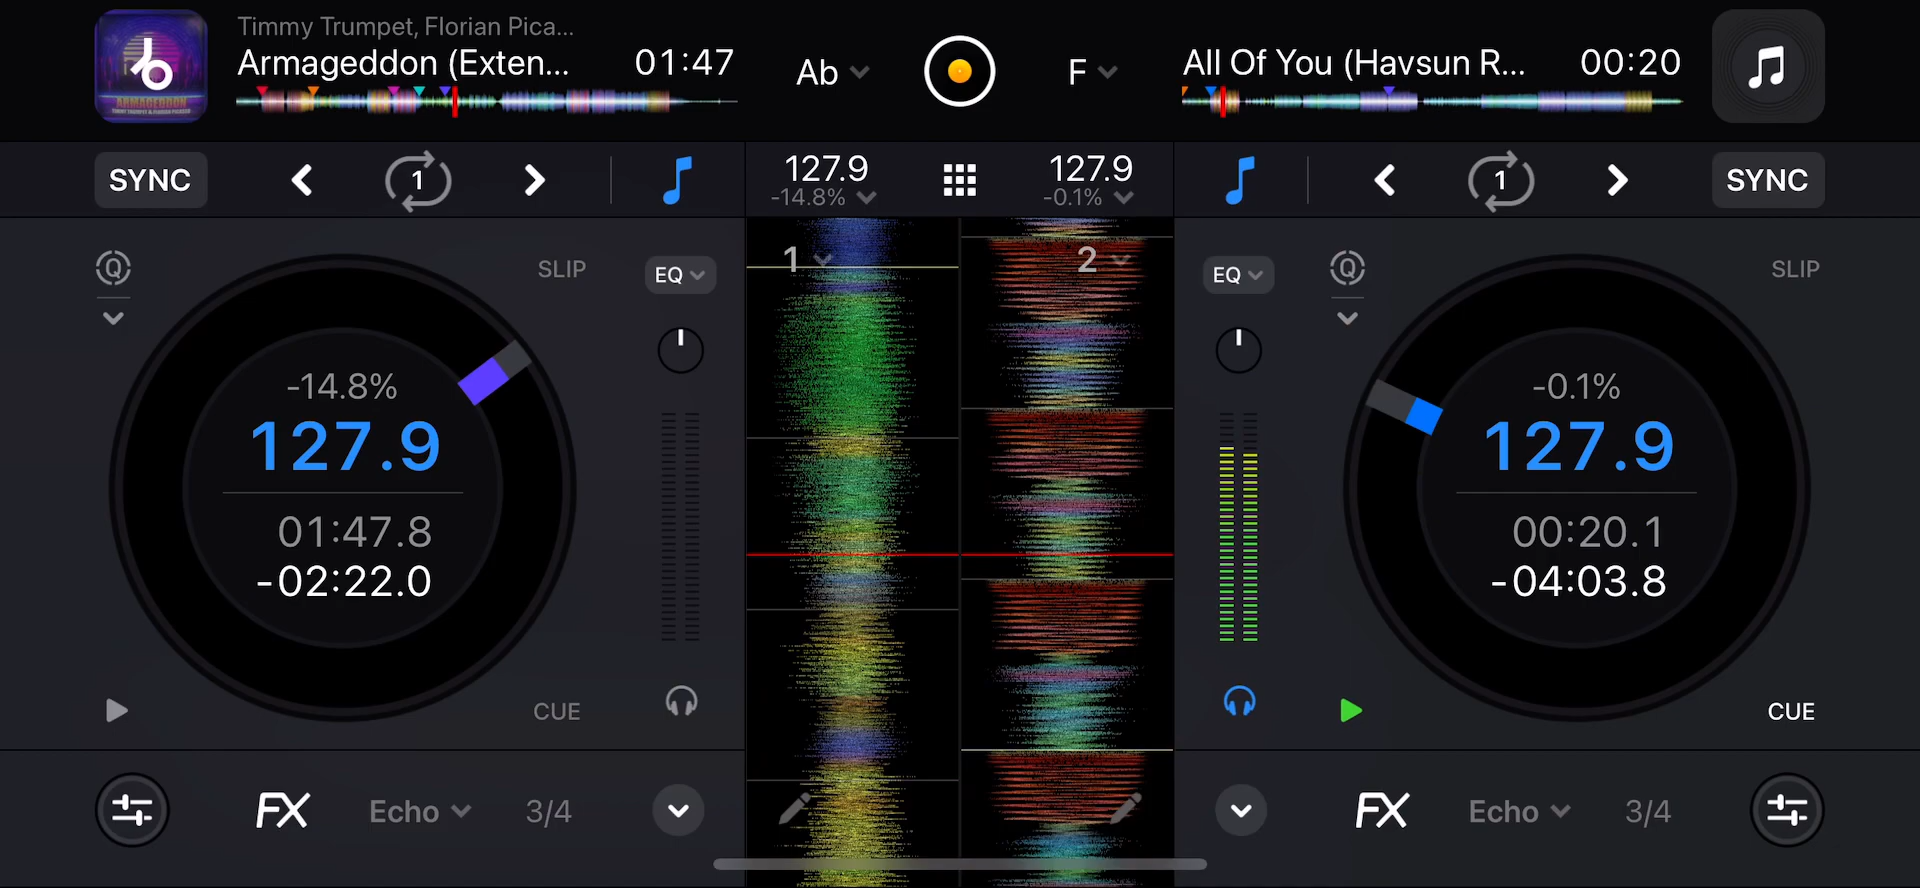 Timmy Trumpet, Florian Pica...
Armageddon (Exten...
01:47
ARMAGEDDON
Ab
F
All Of You (Havsun R...
00:20
SYNC
1
127.9
-14.8%
127.9
-0.1%
1
SYNC
Q
SLIP
EQ
1
2
EQ
Q
SLIP
-14.8%
127.9
01:47.8
-02:22.0
-0.1%
127.9
00:20.1
-04:03.8
CUE
CUE
FX
Echo
3/4
FX
Echo
3/4